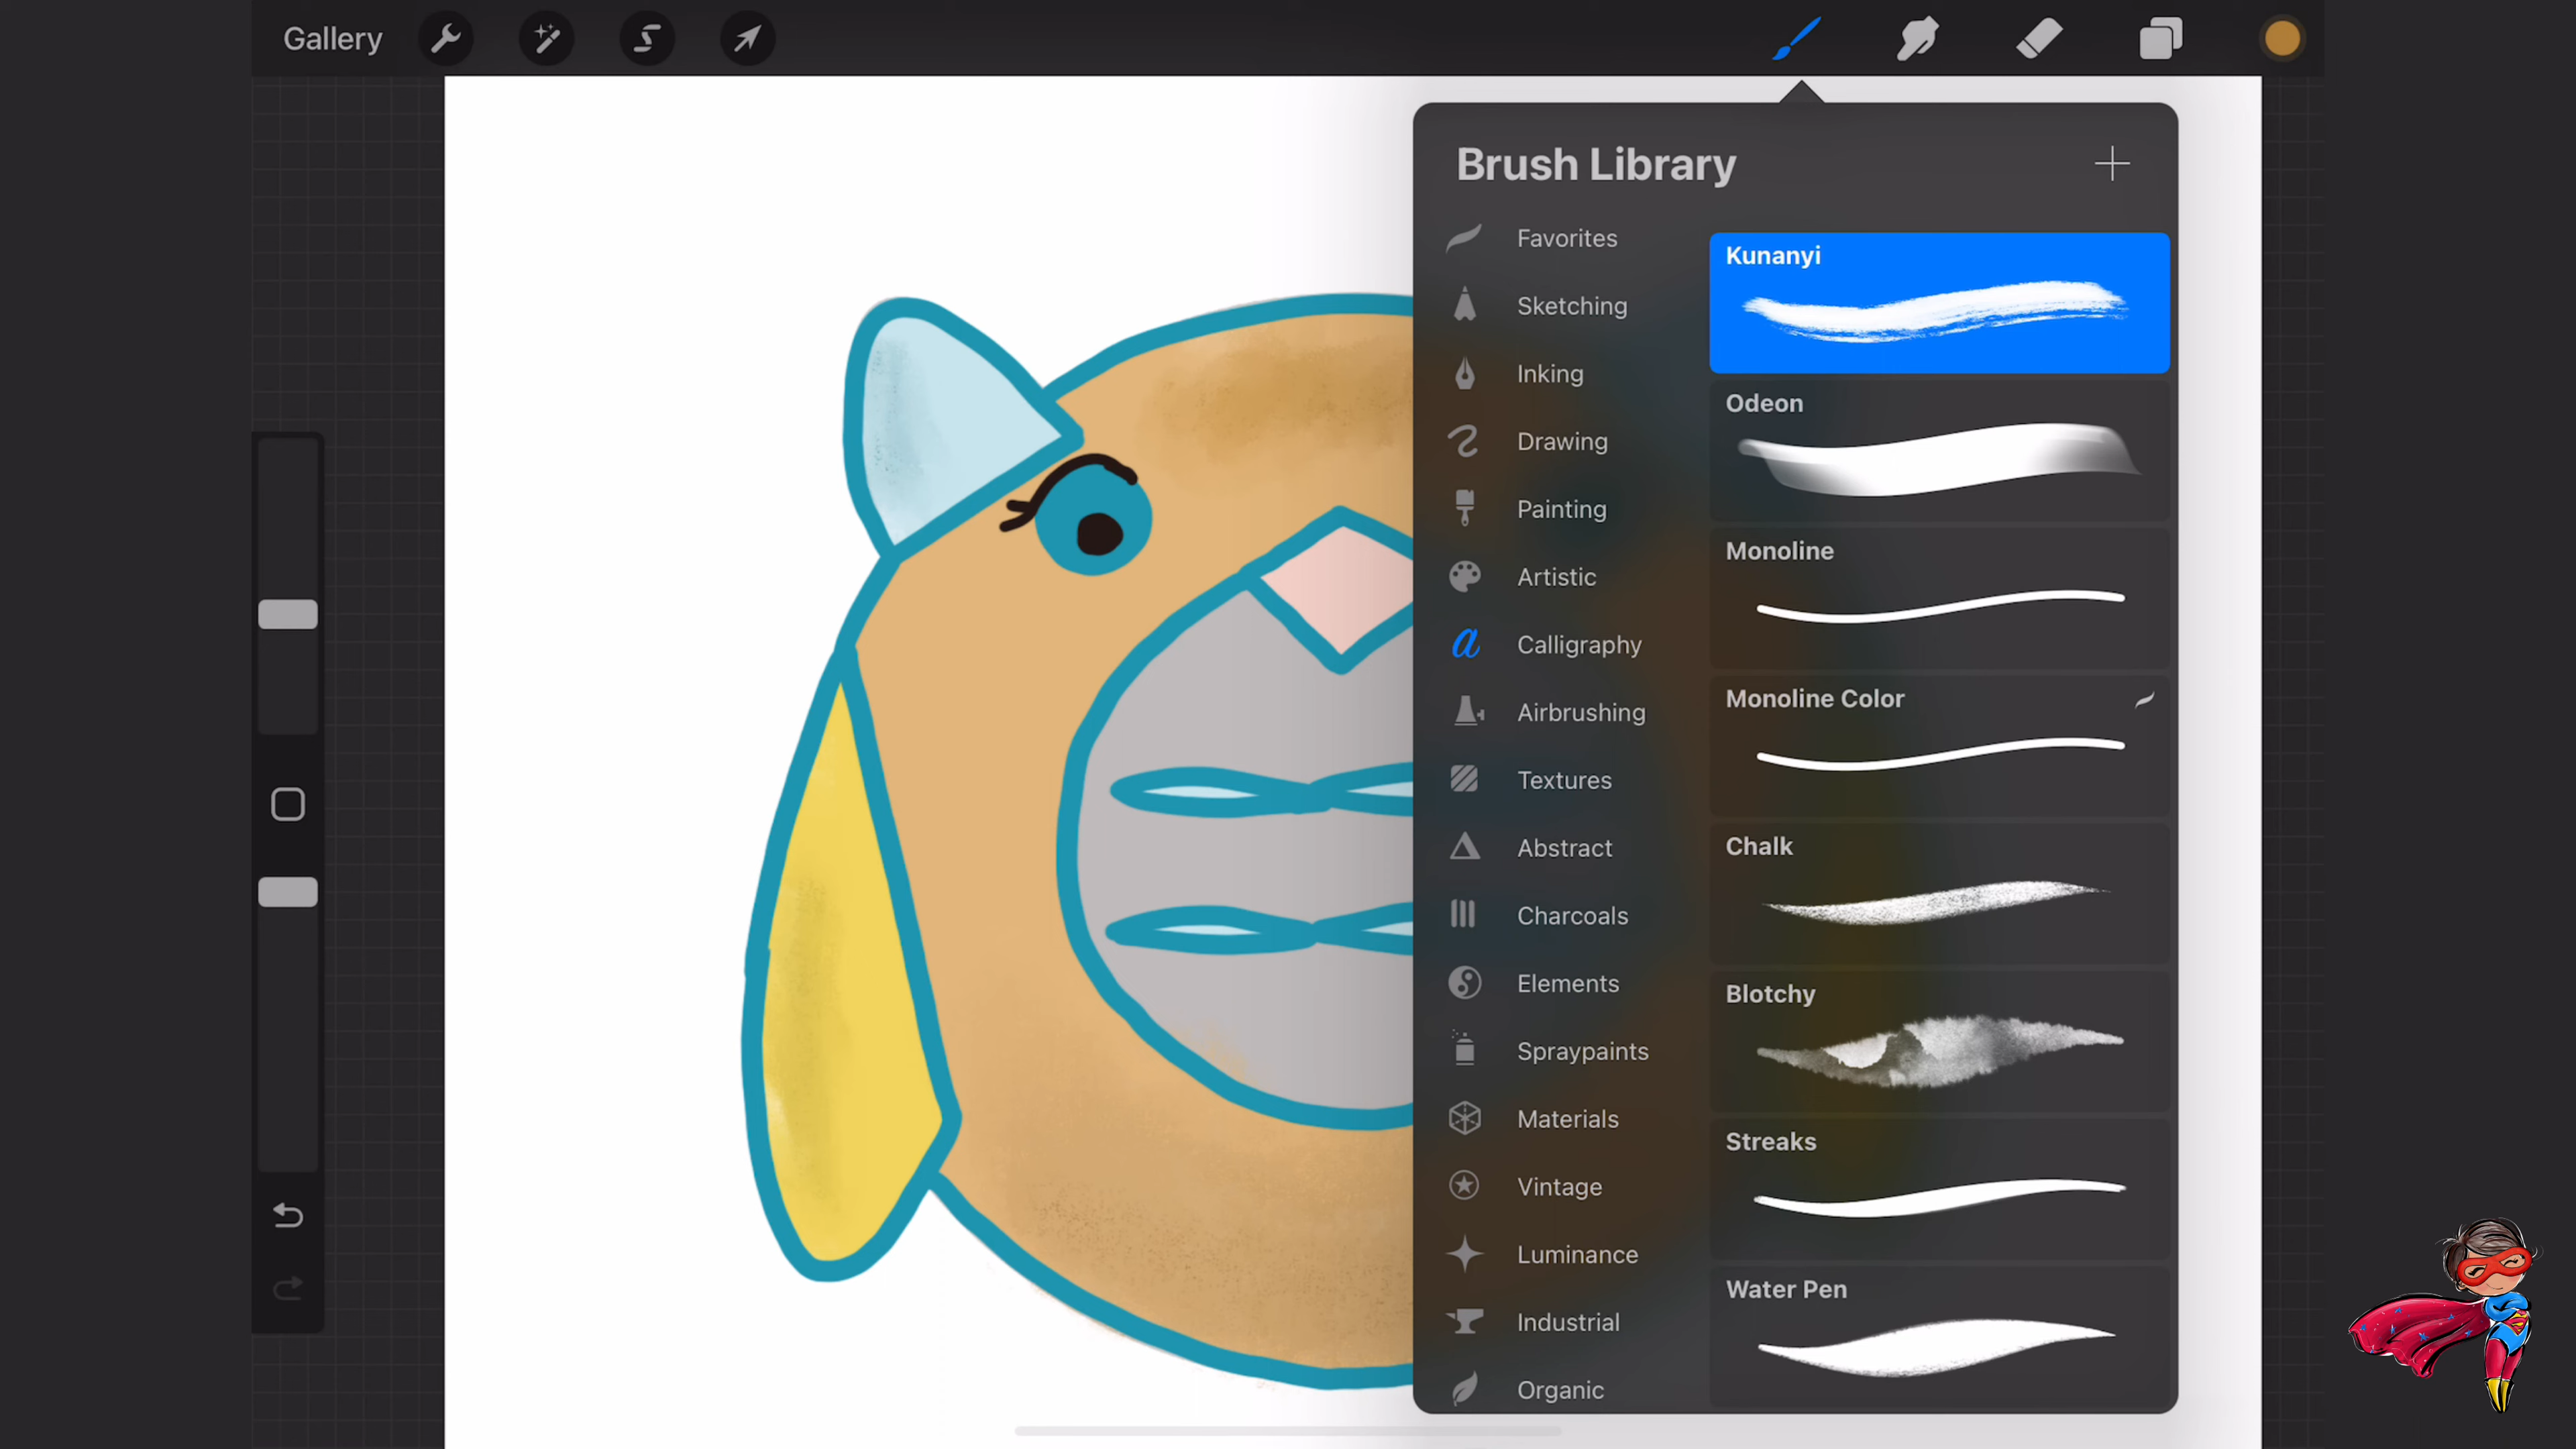 Gallery
Brush Library
Favorites
Sketching
Inking
Drawing
Painting
Artistic
Calligraphy
Airbrushing
Textures
Abstract
Charcoals
Elements
Spraypaints
Materials
Vintage
Luminance
Industrial
Organic
Kunanyi
Odeon
Monoline
Monoline Color
Chalk
Blotchy
Streaks
Water Pen